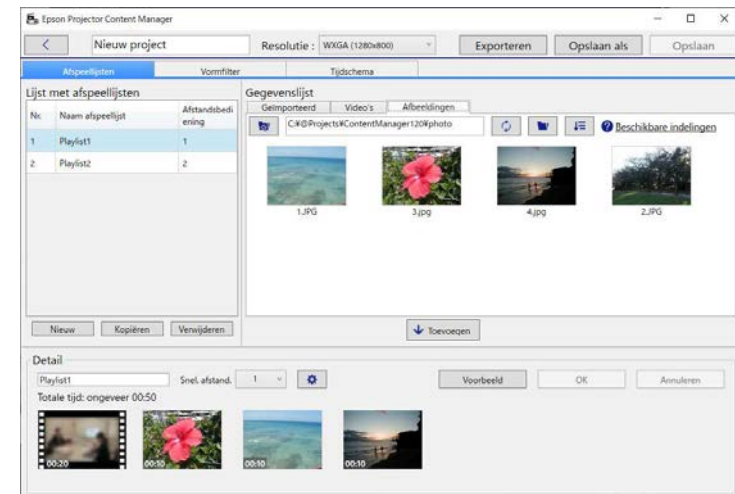 Epson Projector Content Manager
Nieuw project
Resolutie : WXGA (1280x800)
Exporteren
Opslaan als
Opslaan
Afspeellijsten
Vormfilter
Tijdschema
Lijst met afspeellijsten
Nr. Naam afspeellijst Afstandsbedi
ening
1 Playlist1 1
2 Playlist2 2
Nieuw
Kopiëren
Verwijderen
Gegevenslijst
Geïmporteerd
Video's
Afbeeldingen
C:¥@Projects¥ContentManager120¥photo
Beschikbare indelingen
1.JPG
3.jpg
4.jpg
2.JPG
Toevoegen
Detail
Playlist1
Snel. afstand.
1
Voorbeeld
OK
Annuleren
Totale tijd: ongeveer 00:50
00:20
00:10
00:10
00:10